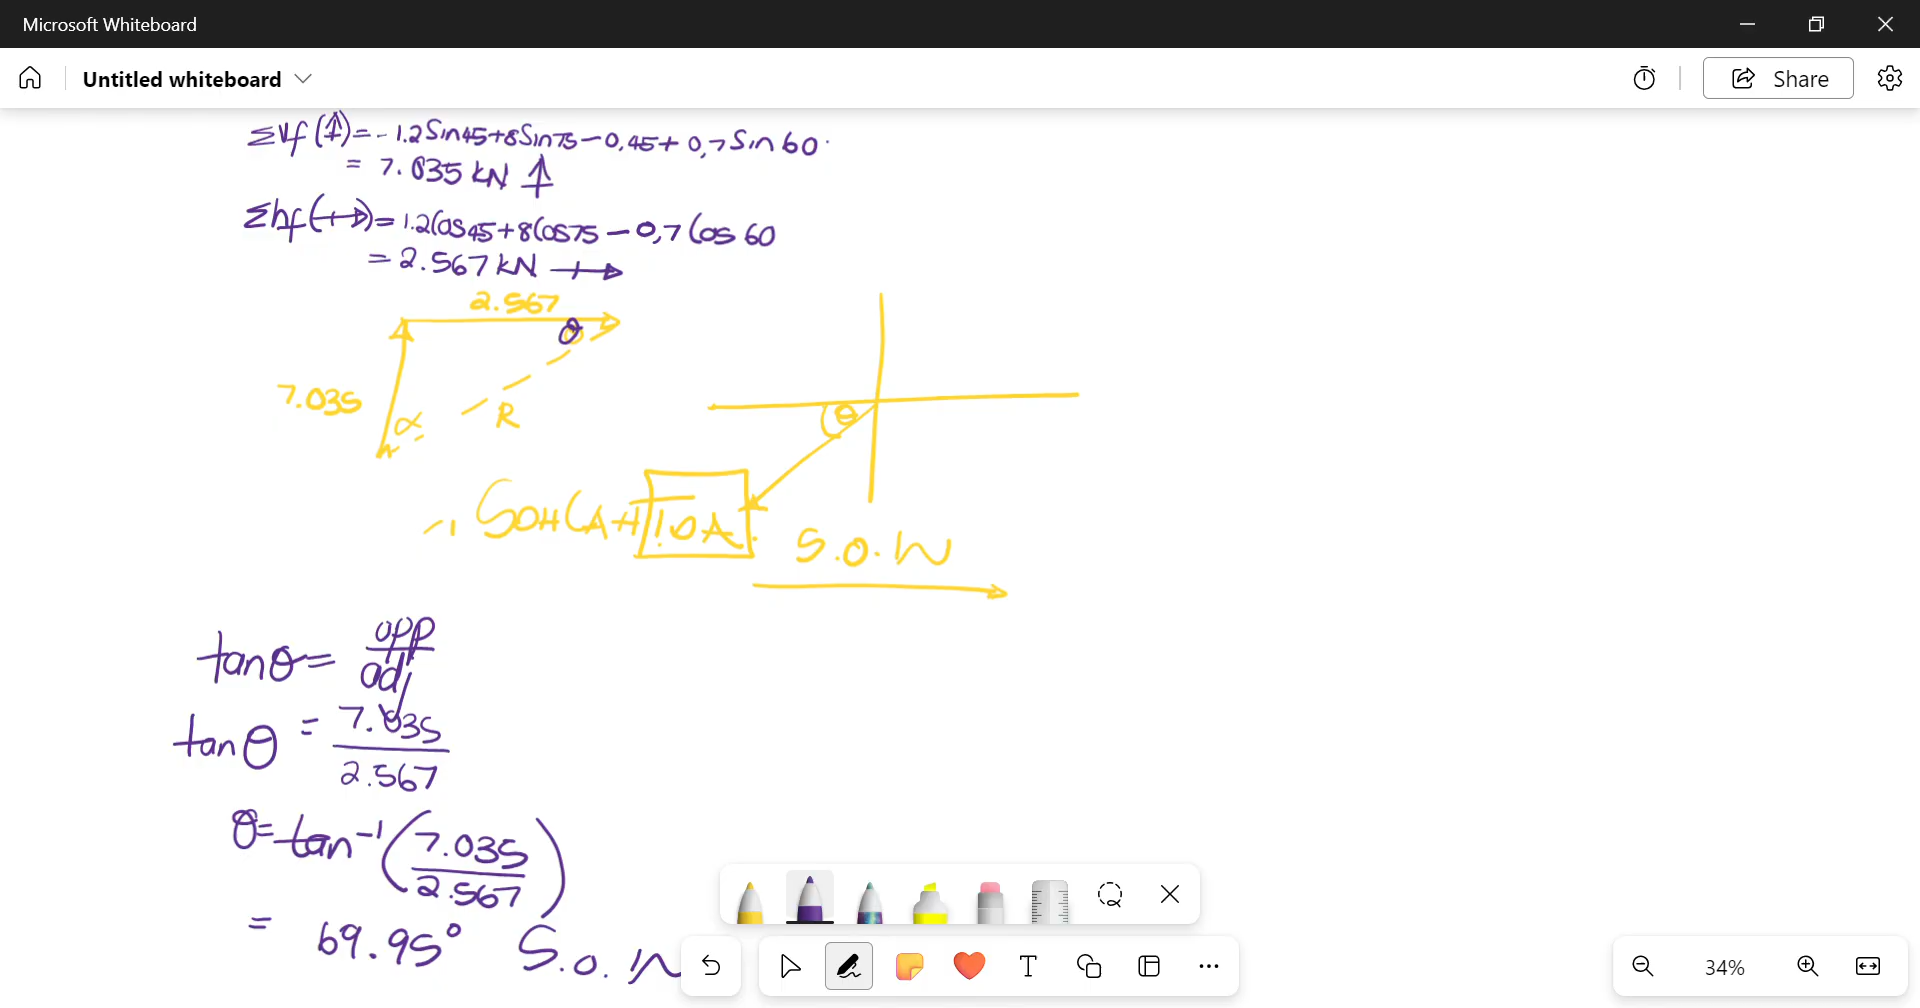 Microsoft Whiteboard
Untitled whiteboard
Share
Σvf(↑)=-1.2Sin45+8Sin75-0,45+0,7Sin60
= 7.035 kN ↑
Σhf(→)=1.2Cos45+8Cos75-0,7Cos60
= 2.567 kN →
2.567
θ
7.035
α
R
θ
SOHCAH TOA
S.O.W
tanθ = opp/adj
tanθ = 7.035/2.567
θ = tan⁻¹(7.035/2.567)
= 69.95° S.O.W
T
34%